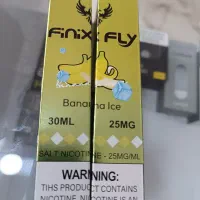 FINIX FLY
Banana Ice
30ML 25MG
SALT NICOTINE - 25MG/ML
WARNING:
THIS PRODUCT CONTAINS
NICOTINE. NICOTINE IS AN